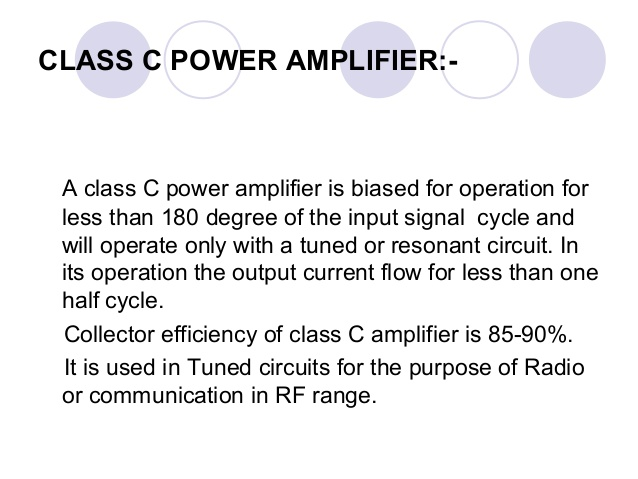 CLASS C POWER AMPLIFIER:-
A class C power amplifier is biased for operation for
less than 180 degree of the input signal  cycle and
will operate only with a tuned or resonant circuit. In
its operation the output current flow for less than one
half cycle.
Collector efficiency of class C amplifier is 85-90%.
It is used in Tuned circuits for the purpose of Radio
or communication in RF range.